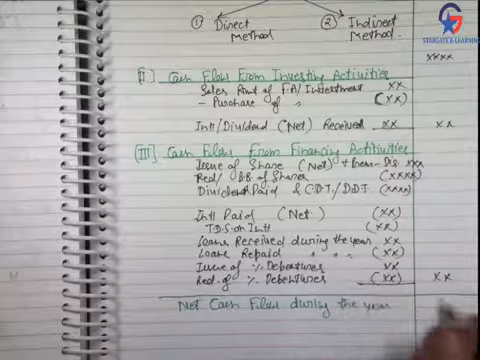 ① Direct Method
② Indirect Method.
STARGATE E-LEARNING
xxxx
[II] Cash Flow From Investing Activities
Sales Amt of F.A/Investment xx
- Purchase of " (xx)
Intt/Dividend (Net) Received xx xx
[III] Cash Flow From Financing Activities
Issue of Share (Net) + Prem - Dis. xxx
Red/ B.B of Shares (xxxx)
Dividend Paid & C.D.T./D.D.T (xxxx)
Intt Paid (Net) (xx)
T.D.S. on Intt (xx)
Loans Received during the year xx
Loans Repaid " " " (xx)
Issue of % Debentures xx
Red. of % Debentures (xx) xx
Net Cash Flow during the year